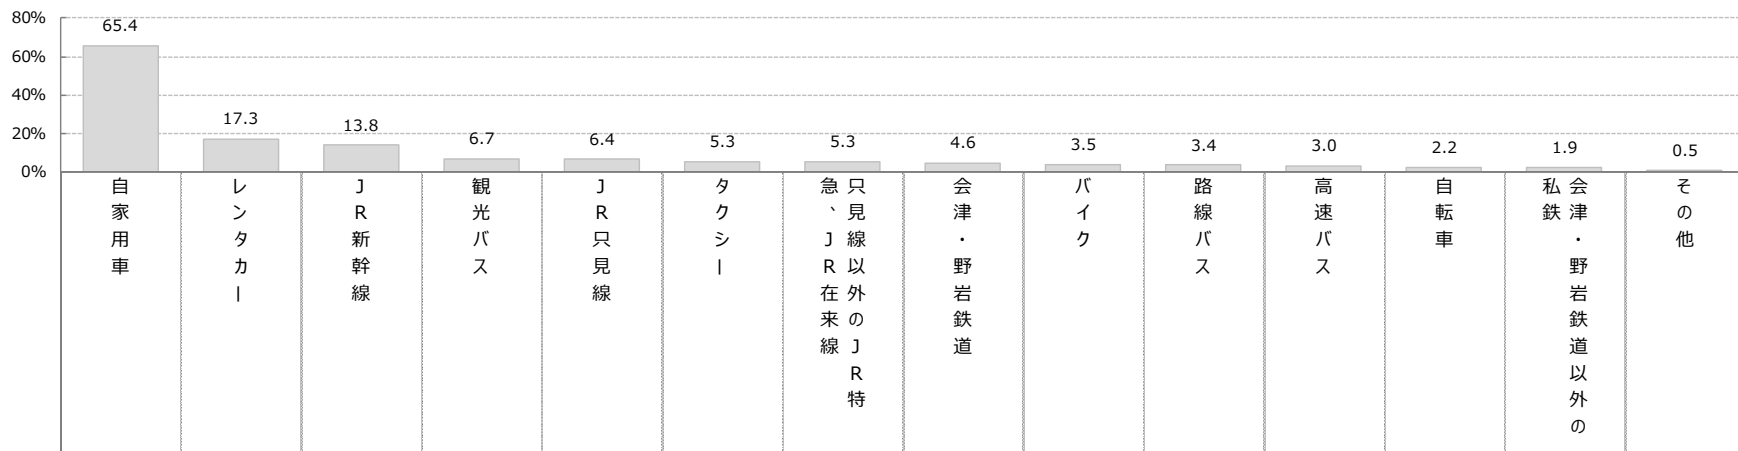 80%
60%
40%
20%
0%
65.4
17.3
13.8
6.7
6.4
5.3
5.3
4.6
3.5
3.4
3.0
2.2
1.9
0.5
自家用車
レンタカー
JR新幹線
観光バス
JR只見線
タクシー
只見線以外のJR特
急、JR在来線
会津・野岩鉄道
バイク
路線バス
高速バス
自転車
会津・野岩鉄道以外の
私鉄
その他